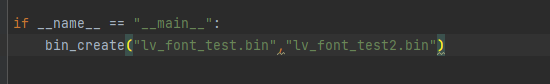 if __name__ == "__main__":
    bin_create("lv_font_test.bin","lv_font_test2.bin")